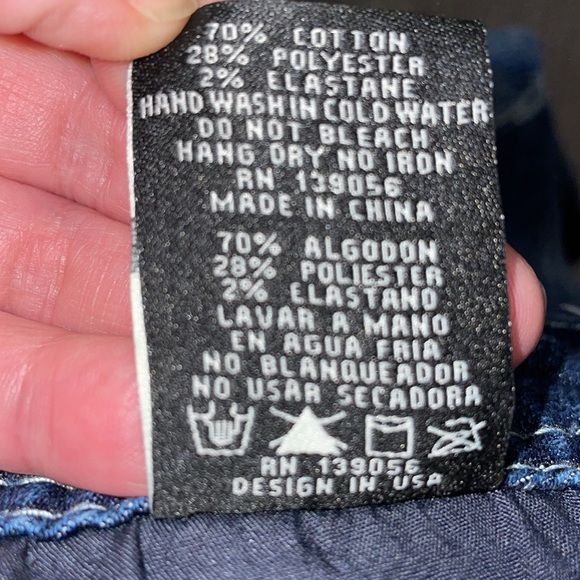 70% COTTON
28% POLYESTER
2% ELASTANE
HAND WASH IN COLD WATER
DO NOT BLEACH
HANG DRY NO IRON
RN 139056
MADE IN CHINA
70% ALGODON
28% POLIESTER
2% ELASTANO
LAVAR A MANO
EN AGUA FRIA
NO BLANQUEADOR
NO USAR SECADORA
RN 139056
DESIGN IN USA